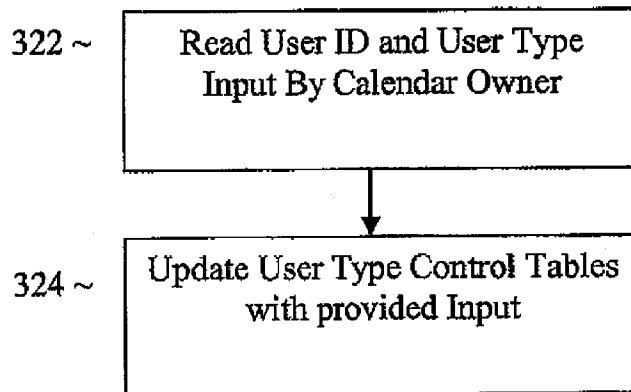 322 ~
Read User ID and User Type
Input By Calendar Owner
324 ~
Update User Type Control Tables
with provided Input